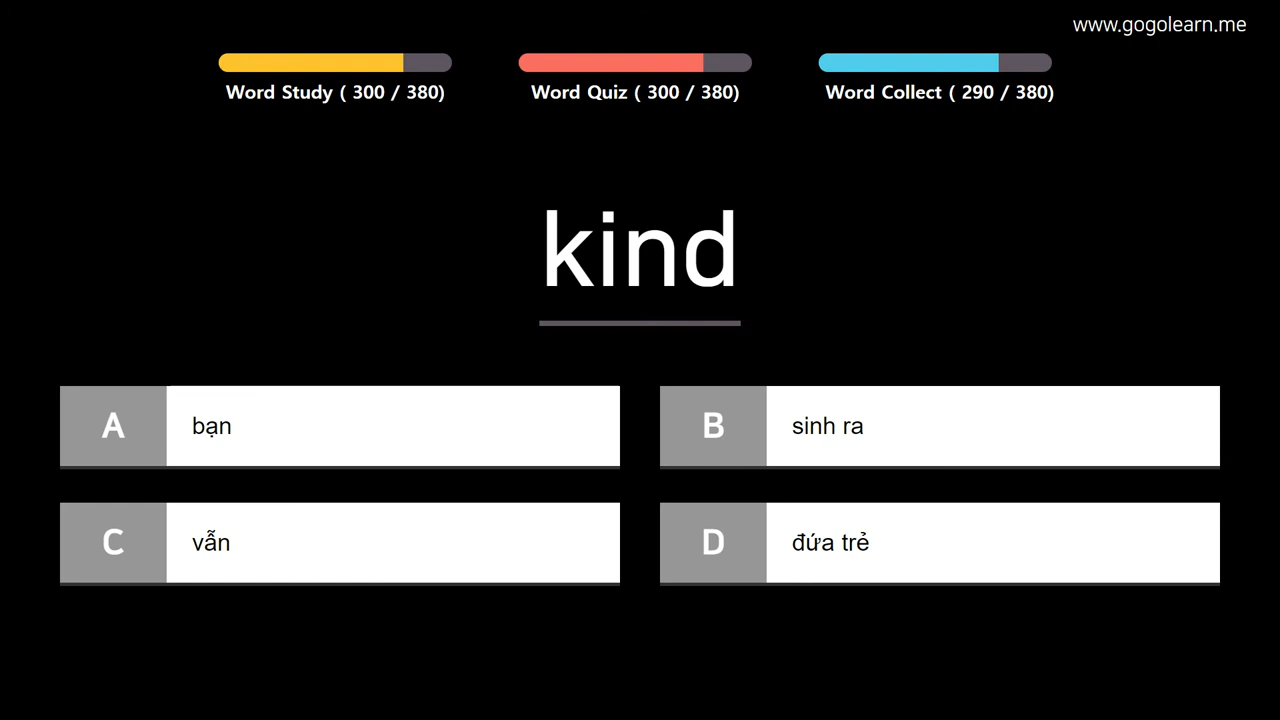 www.gogolearn.me
Word Study ( 300 / 380)
Word Quiz ( 300 / 380)
Word Collect ( 290 / 380)
kind
A
bạn
B
sinh ra
C
vẫn
D
đứa trẻ